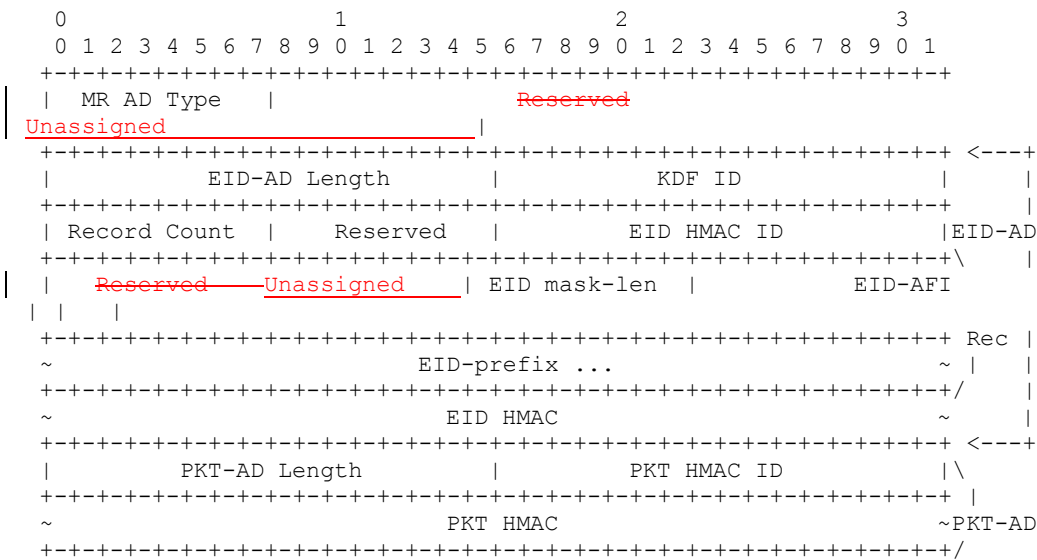 0                   1                   2                   3
 0 1 2 3 4 5 6 7 8 9 0 1 2 3 4 5 6 7 8 9 0 1 2 3 4 5 6 7 8 9 0 1
+-+-+-+-+-+-+-+-+-+-+-+-+-+-+-+-+-+-+-+-+-+-+-+-+-+-+-+-+-+-+-+-+
|  MR AD Type   |                 Reserved
Unassigned                      |
+-+-+-+-+-+-+-+-+-+-+-+-+-+-+-+-+-+-+-+-+-+-+-+-+-+-+-+-+-+-+-+-+ <---+
|           EID-AD Length       |           KDF ID              |     |
+-+-+-+-+-+-+-+-+-+-+-+-+-+-+-+-+-+-+-+-+-+-+-+-+-+-+-+-+-+-+-+-+     |
| Record Count  |    Reserved   |         EID HMAC ID           |EID-AD
+-+-+-+-+-+-+-+-+-+-+-+-+-+-+-+-+-+-+-+-+-+-+-+-+-+-+-+-+-+-+-+-+\    |
|   Reserved    Unassigned    | EID mask-len  |           EID-AFI
| |   |
+-+-+-+-+-+-+-+-+-+-+-+-+-+-+-+-+-+-+-+-+-+-+-+-+-+-+-+-+-+-+-+-+ Rec |
~                          EID-prefix ...                       ~ |   |
+-+-+-+-+-+-+-+-+-+-+-+-+-+-+-+-+-+-+-+-+-+-+-+-+-+-+-+-+-+-+-+-+/    |
~                            EID HMAC                           ~     |
+-+-+-+-+-+-+-+-+-+-+-+-+-+-+-+-+-+-+-+-+-+-+-+-+-+-+-+-+-+-+-+-+ <---+
|         PKT-AD Length         |         PKT HMAC ID           |\
+-+-+-+-+-+-+-+-+-+-+-+-+-+-+-+-+-+-+-+-+-+-+-+-+-+-+-+-+-+-+-+-+ |
~                            PKT HMAC                           ~PKT-AD
+-+-+-+-+-+-+-+-+-+-+-+-+-+-+-+-+-+-+-+-+-+-+-+-+-+-+-+-+-+-+-+-+/